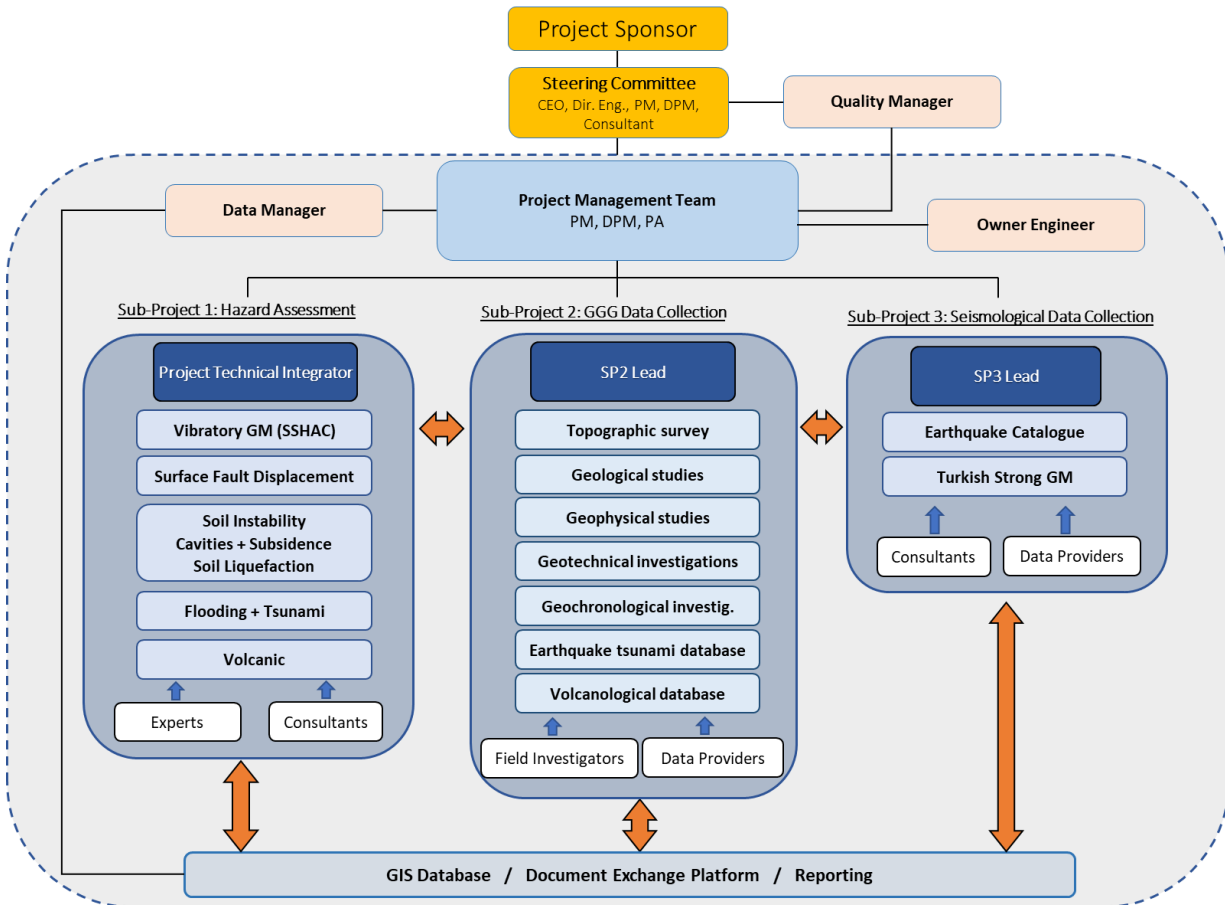 Project Sponsor
Steering Committee
CEO, Dir. Eng., PM, DPM,
Consultant
Quality Manager
Data Manager
Project Management Team
PM, DPM, PA
Owner Engineer
Sub-Project 1: Hazard Assessment
Project Technical Integrator
Vibratory GM (SSHAC)
Surface Fault Displacement
Soil Instability
Cavities + Subsidence
Soil Liquefaction
Flooding + Tsunami
Volcanic
Experts
Consultants
Sub-Project 2: GGG Data Collection
SP2 Lead
Topographic survey
Geological studies
Geophysical studies
Geotechnical investigations
Geochronological investig.
Earthquake tsunami database
Volcanological database
Field Investigators
Data Providers
Sub-Project 3: Seismological Data Collection
SP3 Lead
Earthquake Catalogue
Turkish Strong GM
Consultants
Data Providers
GIS Database / Document Exchange Platform / Reporting